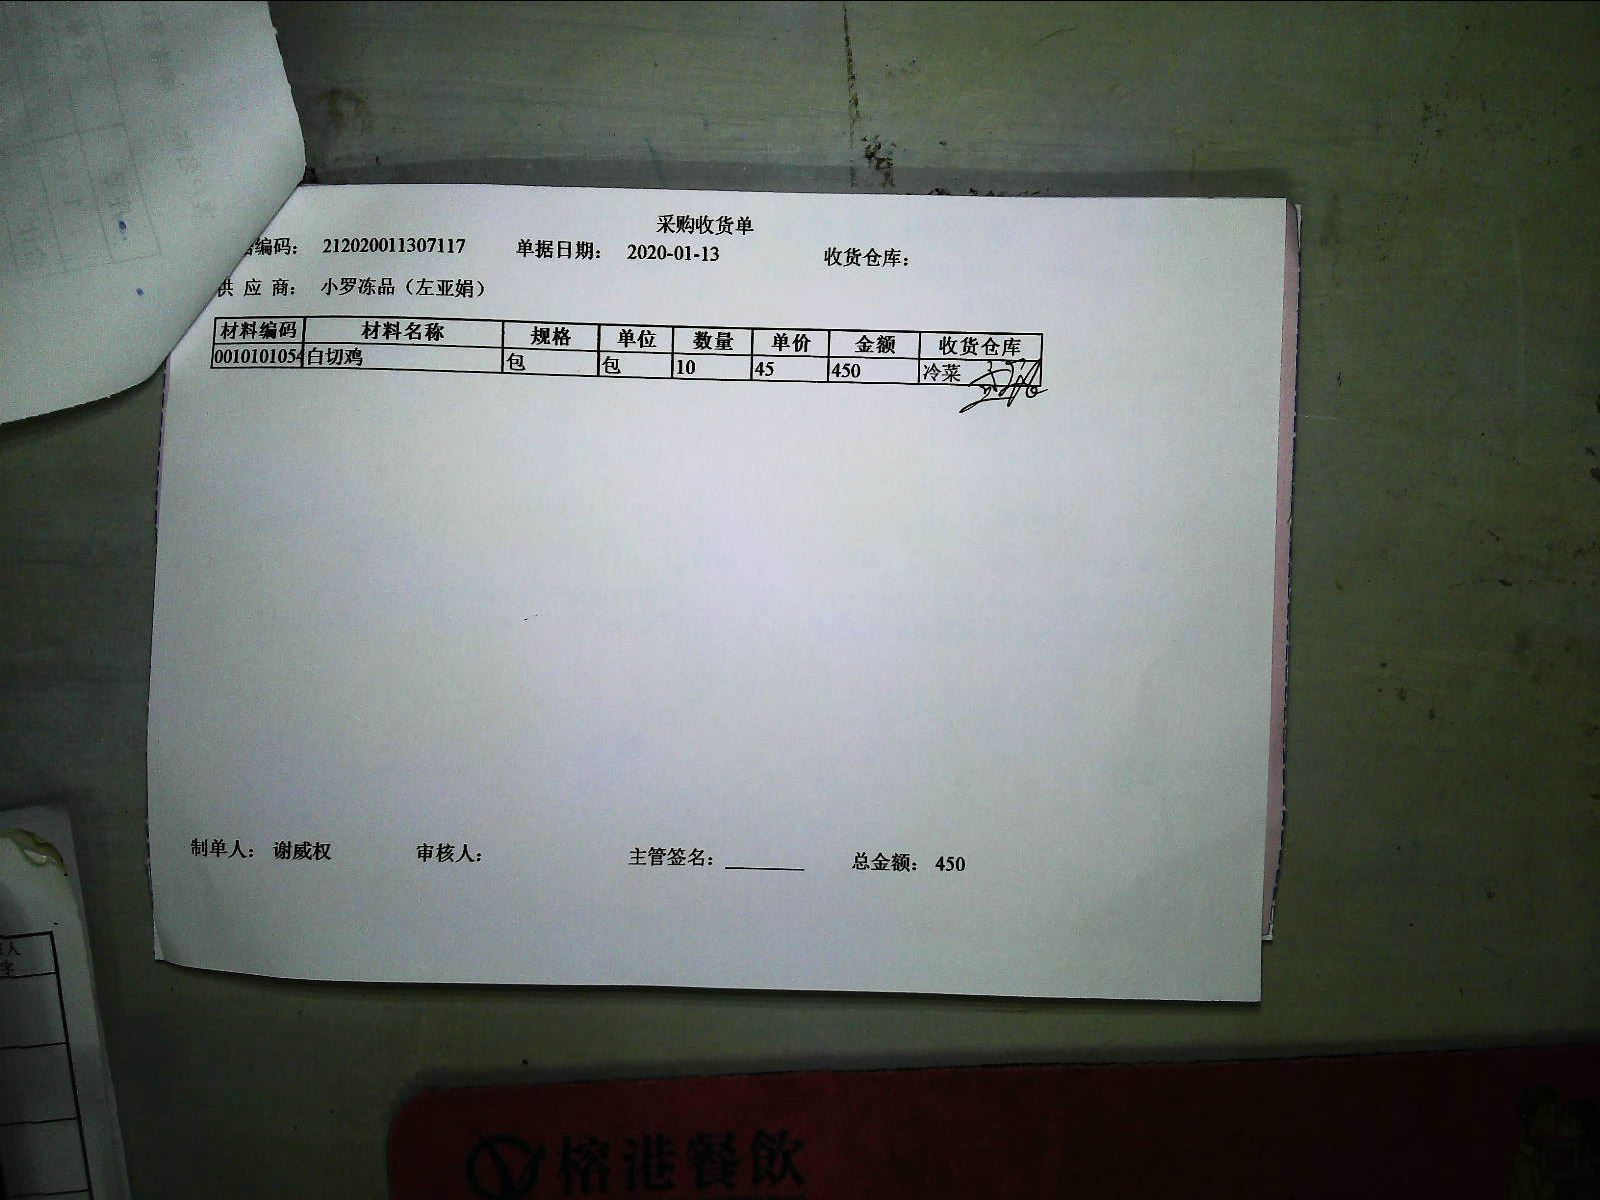 采购收货单
编码： 212020011307117 单据日期： 2020-01-13 收货仓库：
供 应 商： 小罗冻品（左亚娟）
材料编码 材料名称 规格 单位 数量 单价 金额 收货仓库
0010101054 白切鸡 包 包 10 45 450 冷菜
制单人： 谢威权 审核人： 主管签名： 总金额： 450
榕港餐飲